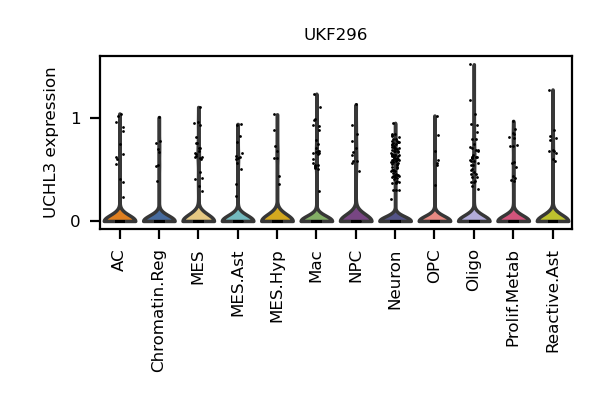 UKF296
UCHL3 expression
1
0
AC
Chromatin.Reg
MES
MES.Ast
MES.Hyp
Mac
NPC
Neuron
OPC
Oligo
Prolif.Metab
Reactive.Ast